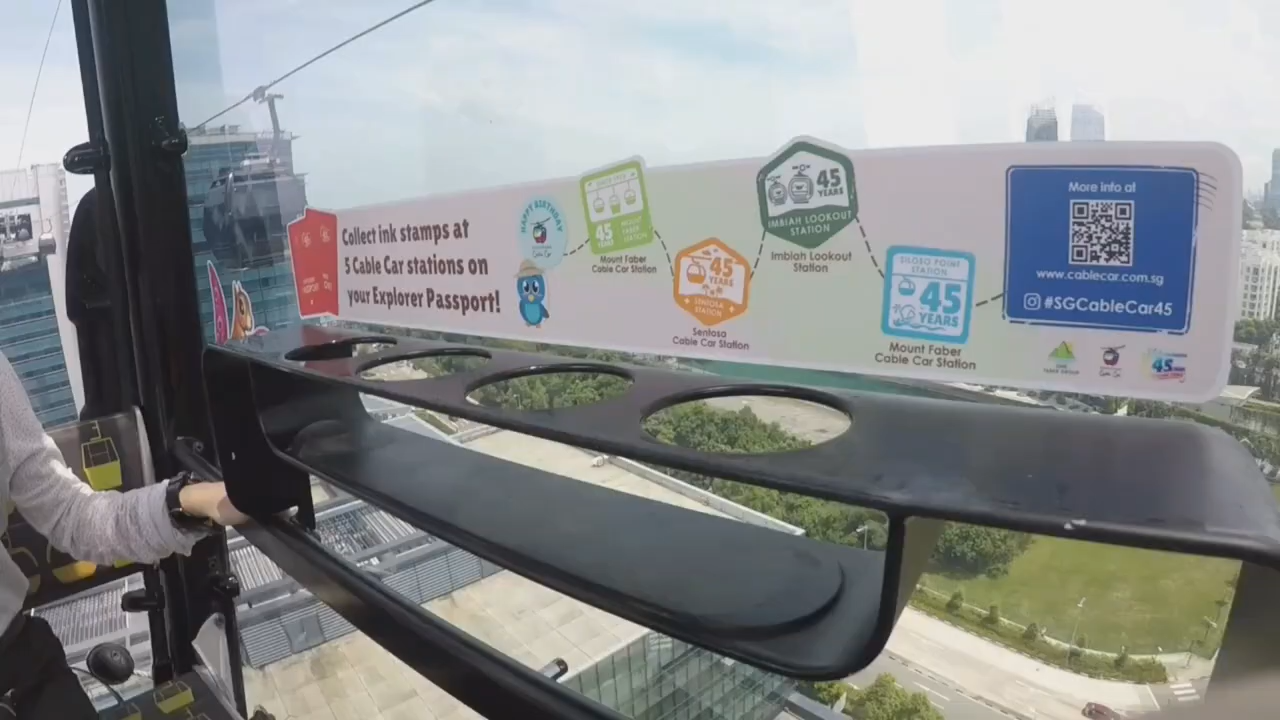 Collect ink stamps at
5 Cable Car stations on
your Explorer Passport!
HAPPY BIRTHDAY
45
Mount Faber
Cable Car Station
45
YEARS
SENTOSA
STATION
Sentosa
Cable Car Station
45
YEARS
IMBIAH LOOKOUT
STATION
Imbiah Lookout
Station
SILOSO POINT
STATION
45
YEARS
Mount Faber
Cable Car Station
More info at
www.cablecar.com.sg
#SGCableCar45
45